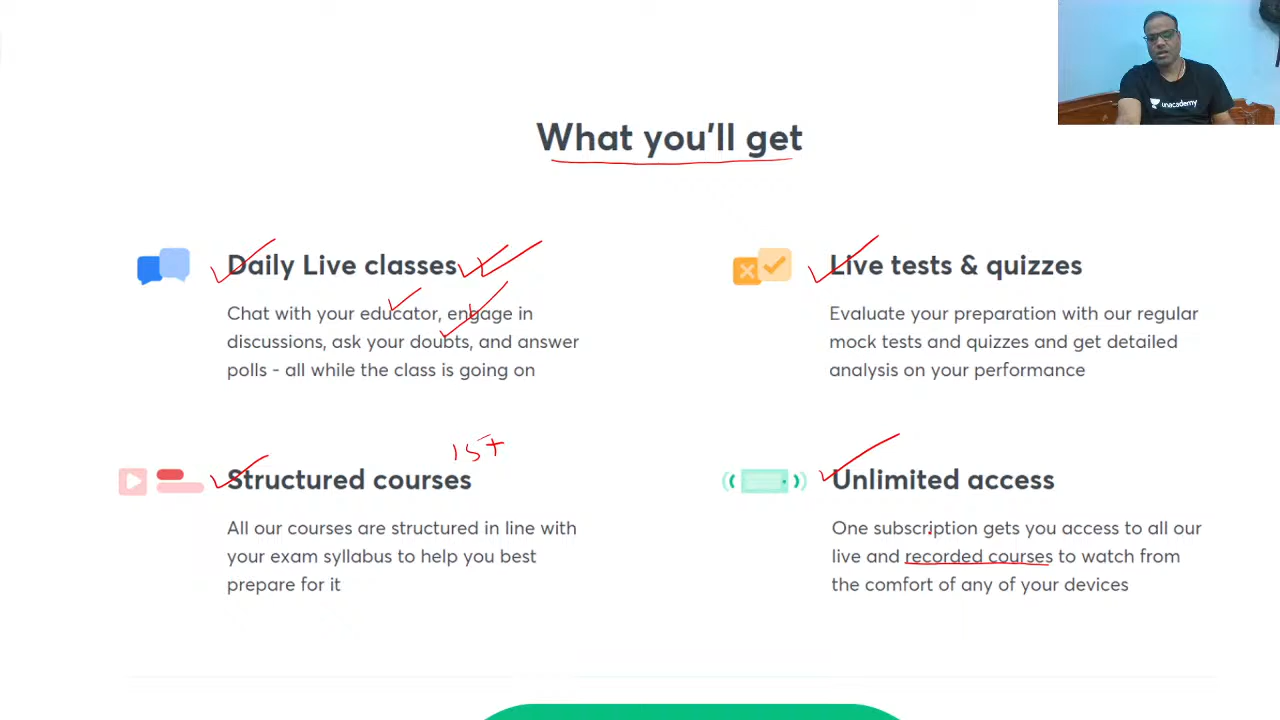 unacademy
What you'll get
Daily Live classes
Chat with your educator, engage in
discussions, ask your doubts, and answer
polls - all while the class is going on
Live tests & quizzes
Evaluate your preparation with our regular
mock tests and quizzes and get detailed
analysis on your performance
Structured courses
All our courses are structured in line with
your exam syllabus to help you best
prepare for it
Unlimited access
One subscription gets you access to all our
live and recorded courses to watch from
the comfort of any of your devices